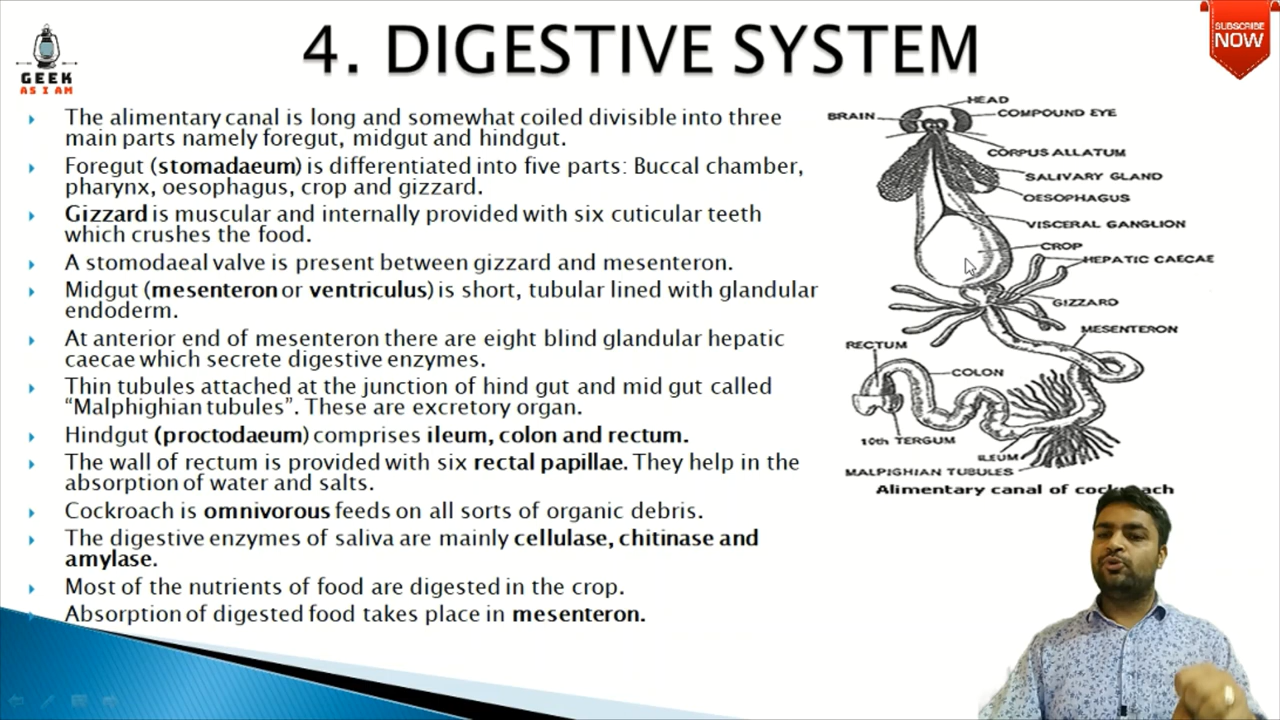 GEEK
AS I AM
4. DIGESTIVE SYSTEM
SUBSCRIBE
NOW
The alimentary canal is long and somewhat coiled divisible into three
main parts namely foregut, midgut and hindgut.
Foregut (stomadaeum) is differentiated into five parts: Buccal chamber,
pharynx, oesophagus, crop and gizzard.
Gizzard is muscular and internally provided with six cuticular teeth
which crushes the food.
A stomodaeal valve is present between gizzard and mesenteron.
Midgut (mesenteron or ventriculus) is short, tubular lined with glandular
endoderm.
At anterior end of mesenteron there are eight blind glandular hepatic
caecae which secrete digestive enzymes.
Thin tubules attached at the junction of hind gut and mid gut called
“Malphighian tubules”. These are excretory organ.
Hindgut (proctodaeum) comprises ileum, colon and rectum.
The wall of rectum is provided with six rectal papillae. They help in the
absorption of water and salts.
Cockroach is omnivorous feeds on all sorts of organic debris.
The digestive enzymes of saliva are mainly cellulase, chitinase and
amylase.
Most of the nutrients of food are digested in the crop.
Absorption of digested food takes place in mesenteron.
HEAD
BRAIN
COMPOUND EYE
CORPUS ALLATUM
SALIVARY GLAND
OESOPHAGUS
VISCERAL GANGLION
CROP
HEPATIC CAECAE
GIZZARD
MESENTERON
RECTUM
COLON
10th TERGUM
ILEUM
MALPIGHIAN TUBULES
Alimentary canal of cockroach